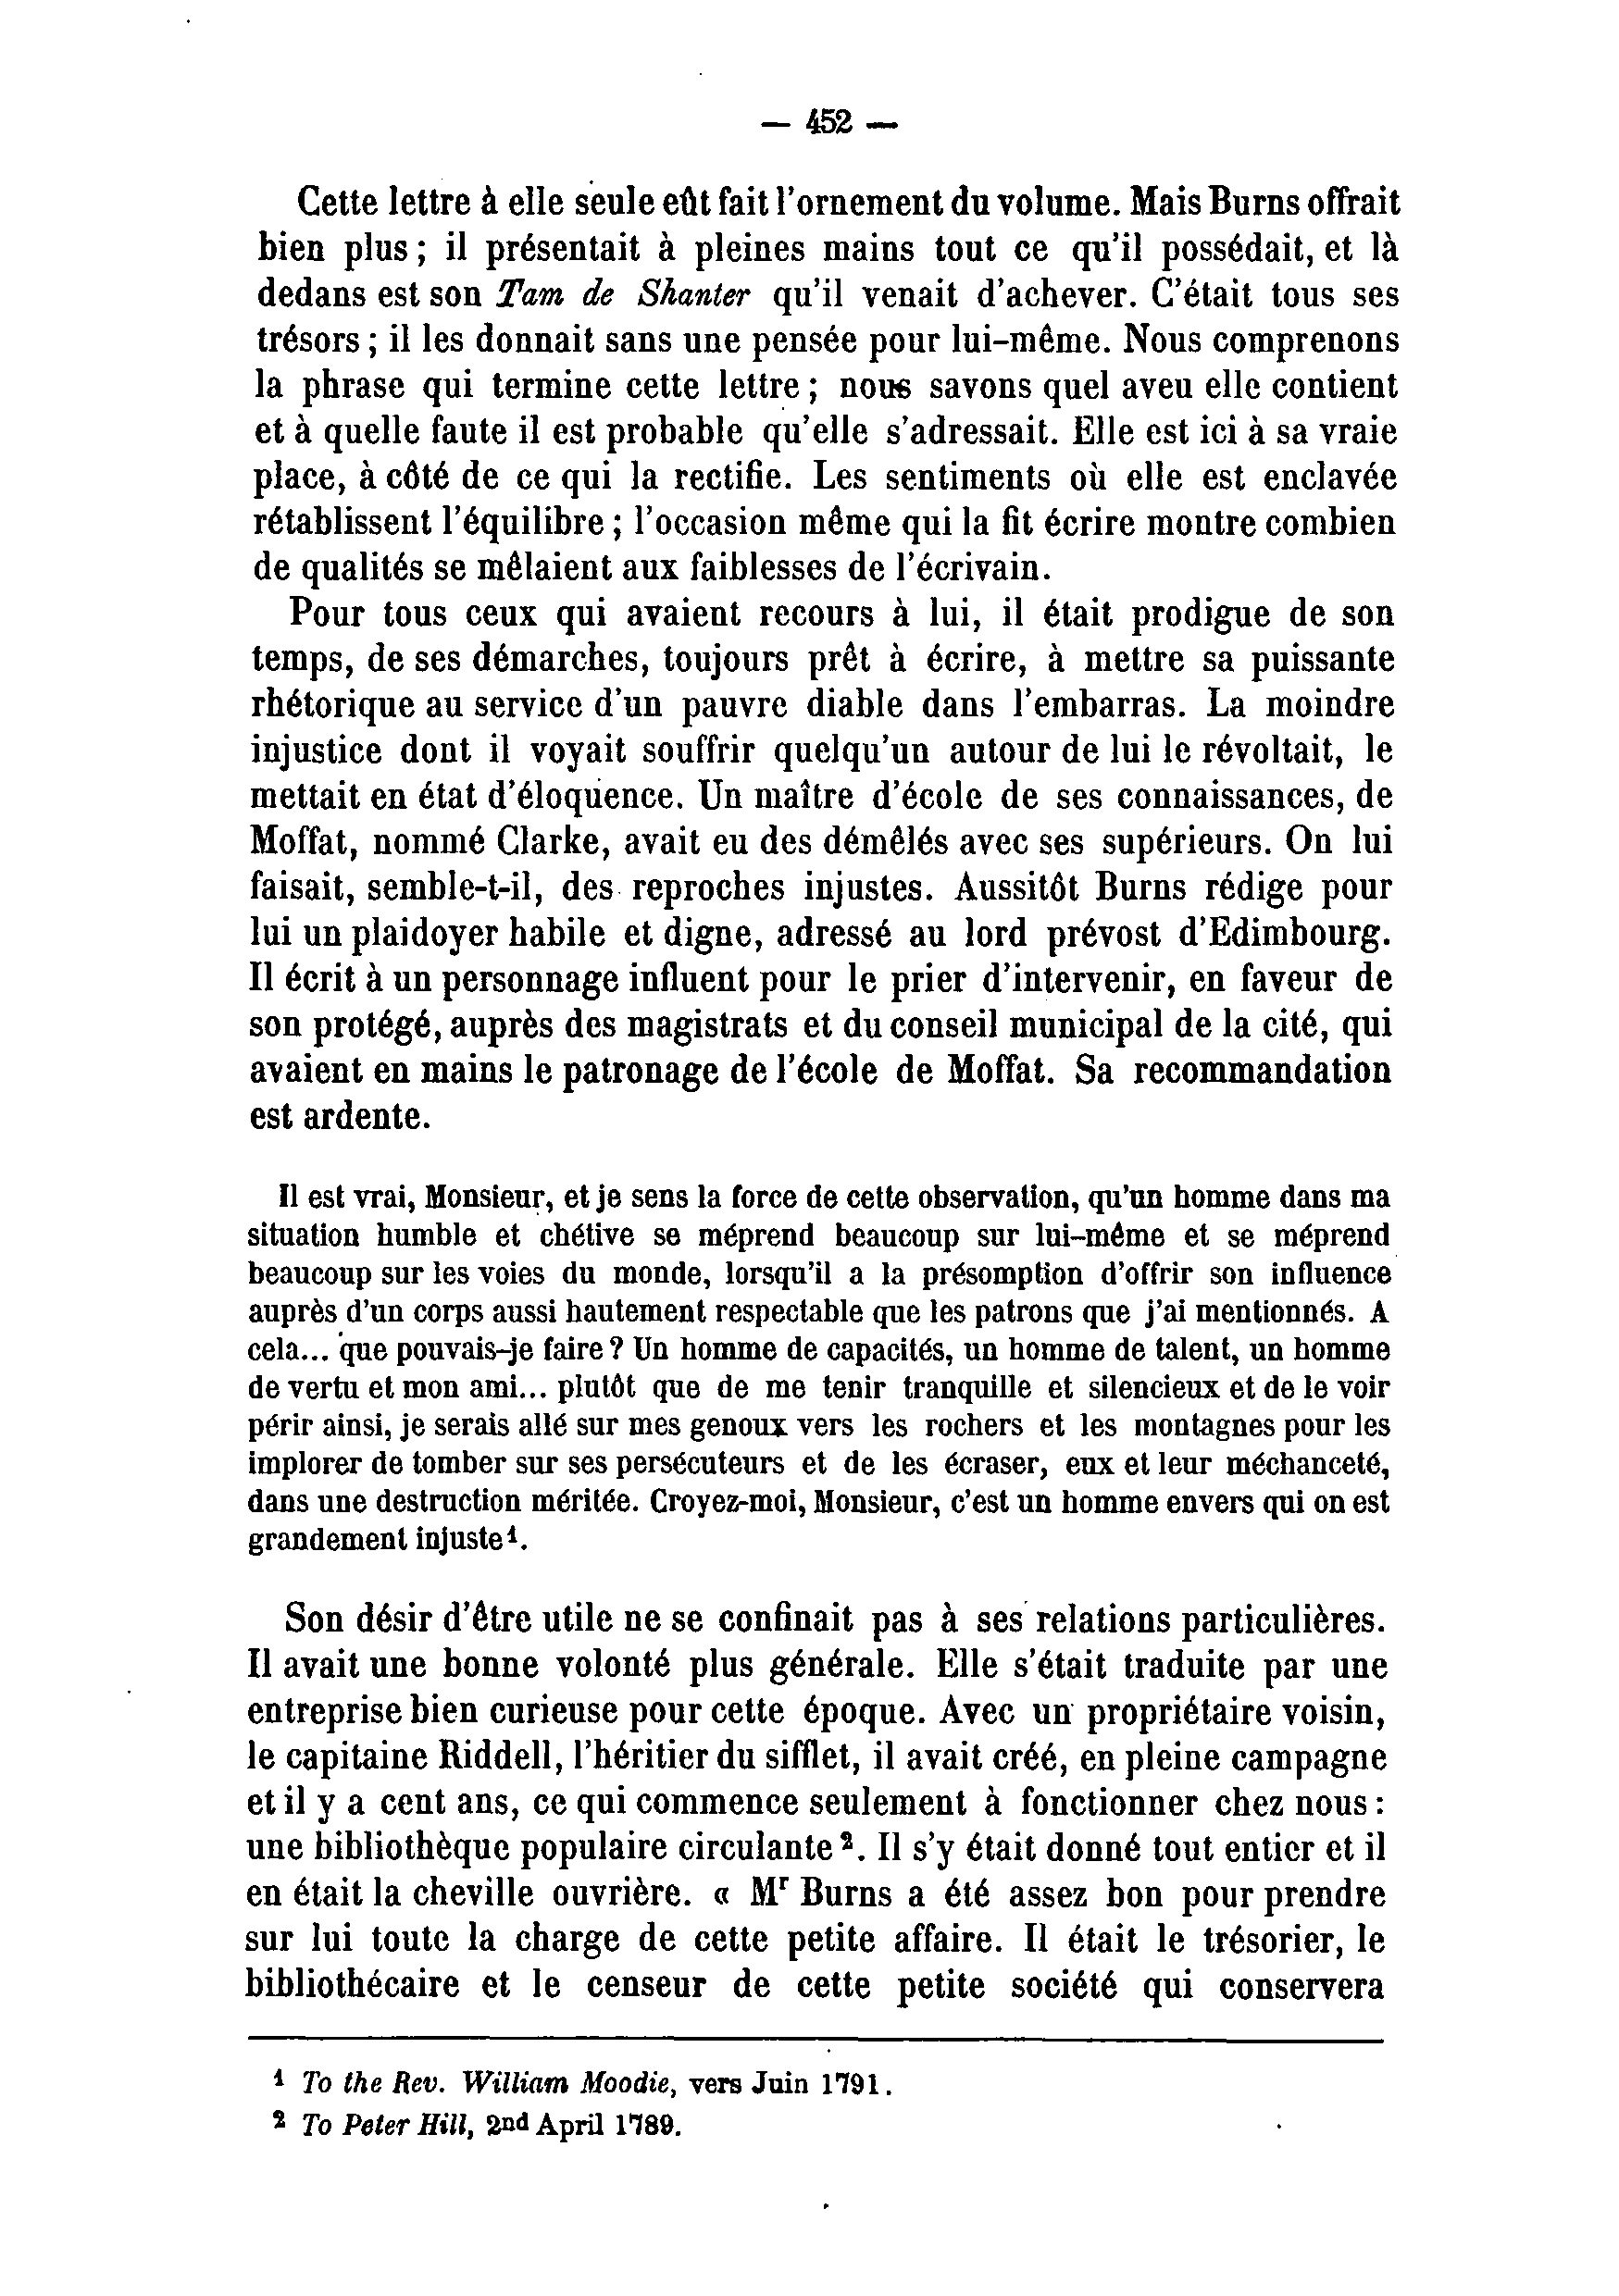 — 452 —
Cette lettre à elle seule eût fait l'ornement du volume. Mais Burns offrait
bien plus ; il présentait à pleines mains tout ce qu'il possédait, et là
dedans est son Tam de Shanter qu'il venait d'achever. C'était tous ses
trésors ; il les donnait sans une pensée pour lui-même. Nous comprenons
la phrase qui termine cette lettre ; nous savons quel aveu elle contient
et à quelle faute il est probable qu'elle s'adressait. Elle est ici à sa vraie
place, à côté de ce qui la rectifie. Les sentiments où elle est enclavée
rétablissent l'équilibre ; l'occasion même qui la fit écrire montre combien
de qualités se mêlaient aux faiblesses de l'écrivain.
Pour tous ceux qui avaient recours à lui, il était prodigue de son
temps, de ses démarches, toujours prêt à écrire, à mettre sa puissante
rhétorique au service d'un pauvre diable dans l'embarras. La moindre
injustice dont il voyait souffrir quelqu'un autour de lui le révoltait, le
mettait en état d'éloquence. Un maître d'école de ses connaissances, de
Moffat, nommé Clarke, avait eu des démêlés avec ses supérieurs. On lui
faisait, semble-t-il, des reproches injustes. Aussitôt Burns rédige pour
lui un plaidoyer habile et digne, adressé au lord prévost d'Edimbourg.
Il écrit à un personnage influent pour le prier d'intervenir, en faveur de
son protégé, auprès des magistrats et du conseil municipal de la cité, qui
avaient en mains le patronage de l'école de Moffat. Sa recommandation
est ardente.
Il est vrai, Monsieur, et je sens la force de cette observation, qu'un homme dans ma
situation humble et chétive se méprend beaucoup sur lui-même et se méprend
beaucoup sur les voies du monde, lorsqu'il a la présomption d'offrir son influence
auprès d'un corps aussi hautement respectable que les patrons que j'ai mentionnés. A
cela... que pouvais-je faire ? Un homme de capacités, un homme de talent, un homme
de vertu et mon ami... plutôt que de me tenir tranquille et silencieux et de le voir
périr ainsi, je serais allé sur mes genoux vers les rochers et les montagnes pour les
implorer de tomber sur ses persécuteurs et de les écraser, eux et leur méchanceté,
dans une destruction méritée. Croyez-moi, Monsieur, c'est un homme envers qui on est
grandement injuste¹.
Son désir d'être utile ne se confinait pas à ses relations particulières.
Il avait une bonne volonté plus générale. Elle s'était traduite par une
entreprise bien curieuse pour cette époque. Avec un propriétaire voisin,
le capitaine Riddell, l'héritier du sifflet, il avait créé, en pleine campagne
et il y a cent ans, ce qui commence seulement à fonctionner chez nous :
une bibliothèque populaire circulante ². Il s'y était donné tout entier et il
en était la cheville ouvrière. « Mʳ Burns a été assez bon pour prendre
sur lui toute la charge de cette petite affaire. Il était le trésorier, le
bibliothécaire et le censeur de cette petite société qui conservera
¹ To the Rev. William Moodie, vers Juin 1791.
² To Peter Hill, 2nd April 1789.